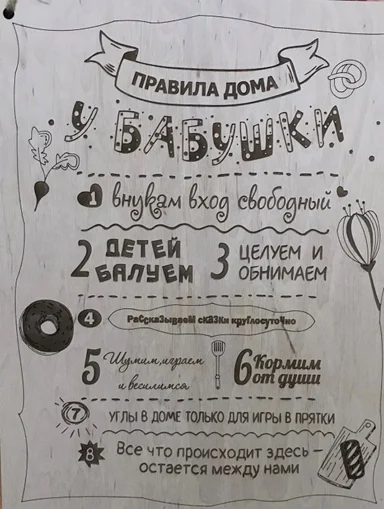 ПРАВИЛА ДОМА
У БАБУШКИ
1 внукам вход свободный
2 ДЕТЕЙ БАЛУЕМ
3 ЦЕЛУЕМ И ОБНИМАЕМ
4 РаССказываем сказки круглосуточно
5 Шумим, играем и веселимся
6 Кормим от души
7 УГЛЫ В ДОМЕ ТОЛЬКО ДЛЯ ИГРЫ В ПРЯТКИ
8 Все что происходит здесь –
остается между нами